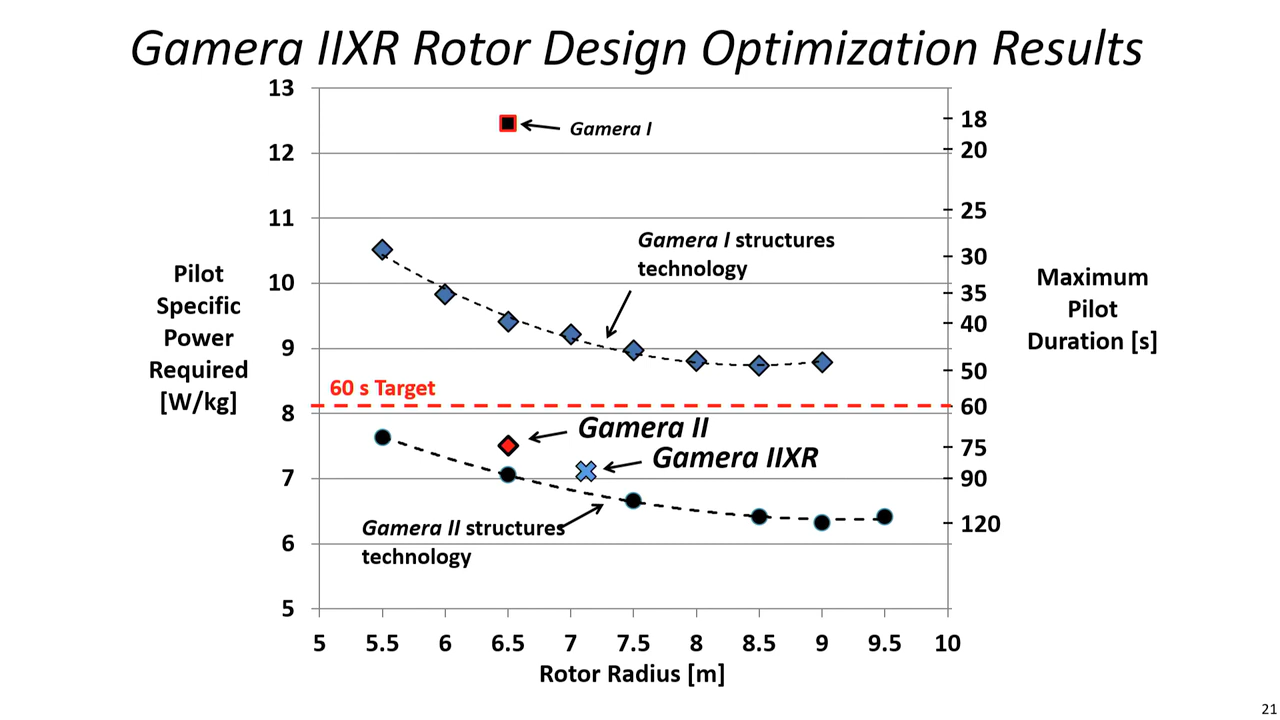 Gamera IIXR Rotor Design Optimization Results
13
12
11
10
9
8
7
6
5
Pilot
Specific
Power
Required
[W/kg]
Gamera I
Gamera I structures
technology
60 s Target
Gamera II
Gamera IIXR
Gamera II structures
technology
18
20
25
30
35
40
50
60
75
90
120
Maximum
Pilot
Duration [s]
5 5.5 6 6.5 7 7.5 8 8.5 9 9.5 10
Rotor Radius [m]
21